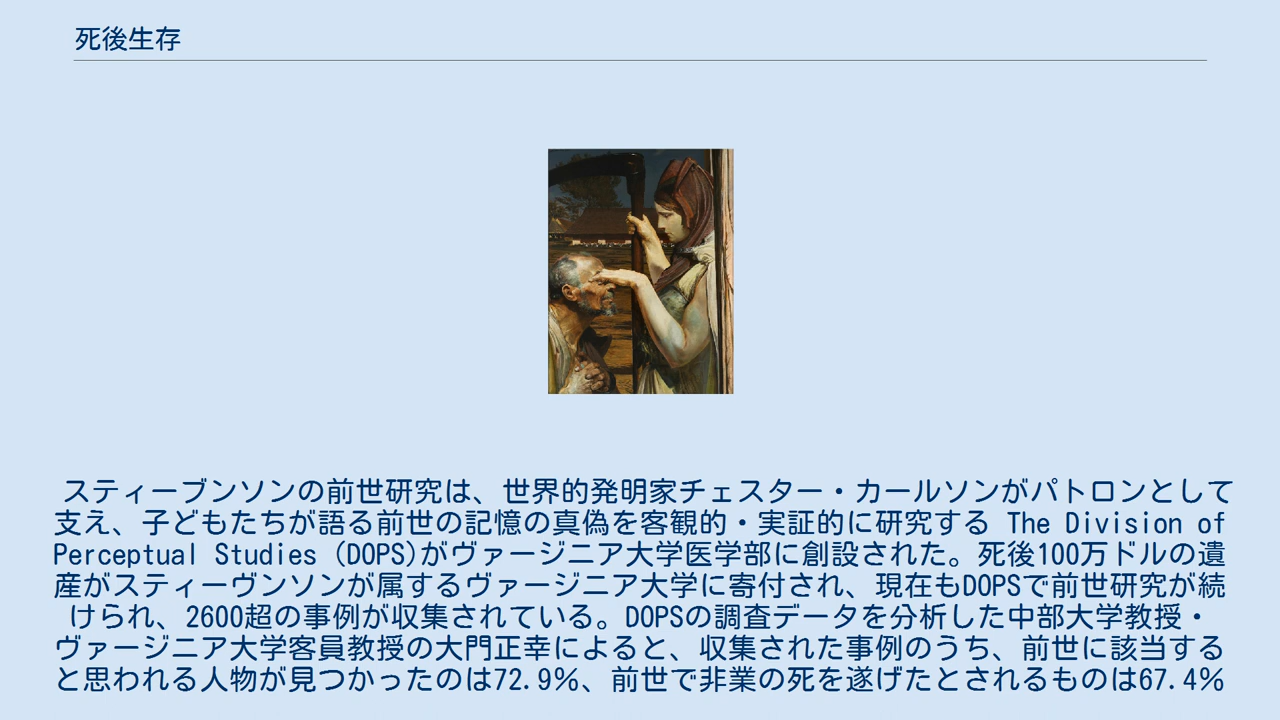 死後生存
スティーブンソンの前世研究は、世界的発明家チェスター・カールソンがパトロンとして
支え、子どもたちが語る前世の記憶の真偽を客観的・実証的に研究する The Division of
Perceptual Studies (DOPS)がヴァージニア大学医学部に創設された。死後100万ドルの遺
産がスティーヴンソンが属するヴァージニア大学に寄付され、現在もDOPSで前世研究が続
けられ、2600超の事例が収集されている。DOPSの調査データを分析した中部大学教授・
ヴァージニア大学客員教授の大門正幸によると、収集された事例のうち、前世に該当する
と思われる人物が見つかったのは72.9％、前世で非業の死を遂げたとされるものは67.4％